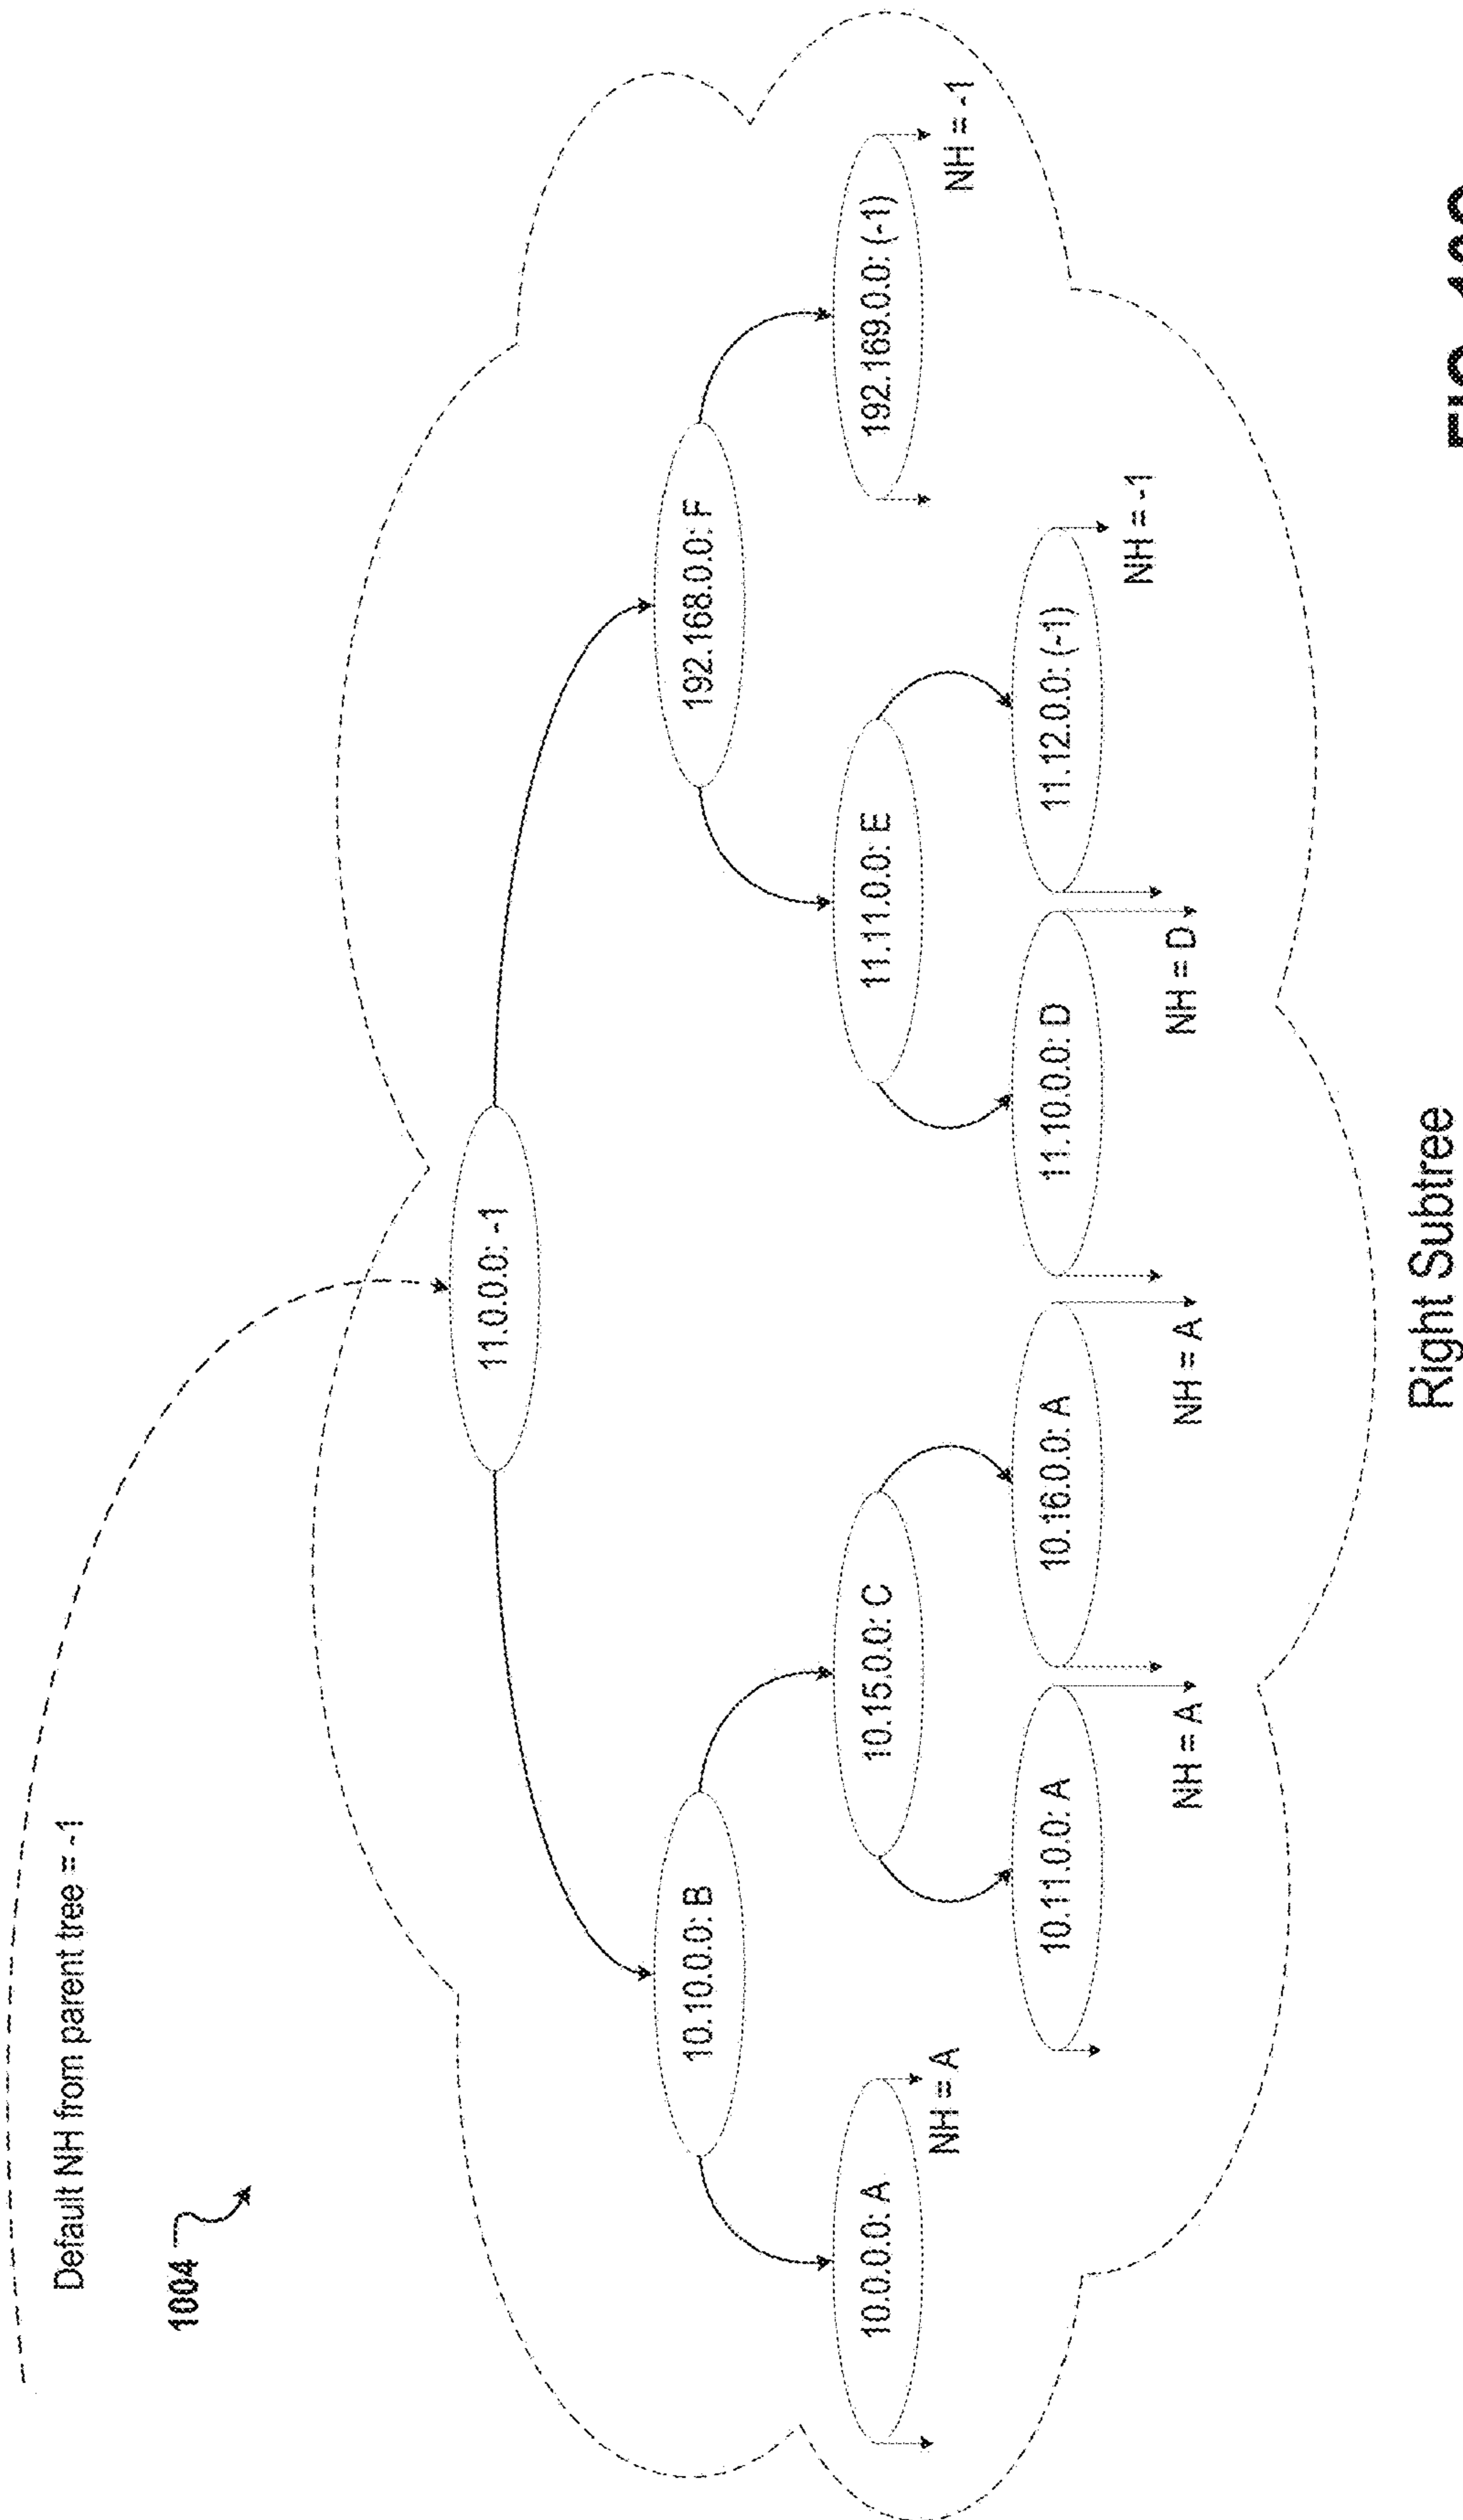 Default NH from parent tree = -1
1004
11.0.0.0: -1
10.10.0.0: B
192.168.0.0: F
10.0.0.0: A
10.15.0.0: C
11.11.0.0: E
192.169.0.0: (-1)
NH = A
NH = -1
10.11.0.0: A
10.16.0.0: A
11.10.0.0: D
11.12.0.0: (-1)
NH = -1
NH = A
NH = A
NH = D
Right Subtree